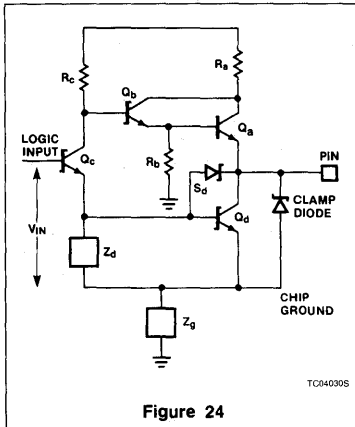 Rc
Ra
Qb
LOGIC
INPUT
Qc
Qa
Rb
Sd
PIN
VIN
Qd
CLAMP
DIODE
Zd
CHIP
GROUND
Zg
TC04030S
Figure 24